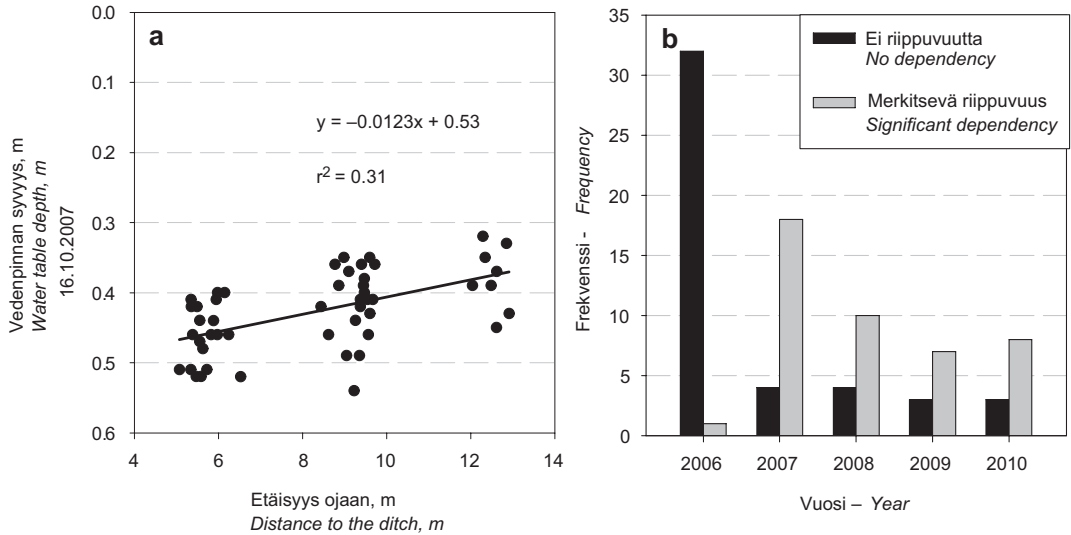 a
0.0
0.1
0.2
0.3
0.4
0.5
0.6
y = –0.0123x + 0.53
r² = 0.31
Vedenpinnan syvyys, m
Water table depth, m
16.10.2007
4 6 8 10 12 14
Etäisyys ojaan, m
Distance to the ditch, m
b
35
30
25
20
15
10
5
0
Ei riippuvuutta
No dependency
Merkitsevä riippuvuus
Significant dependency
Frekvenssi - Frequency
2006 2007 2008 2009 2010
Vuosi – Year